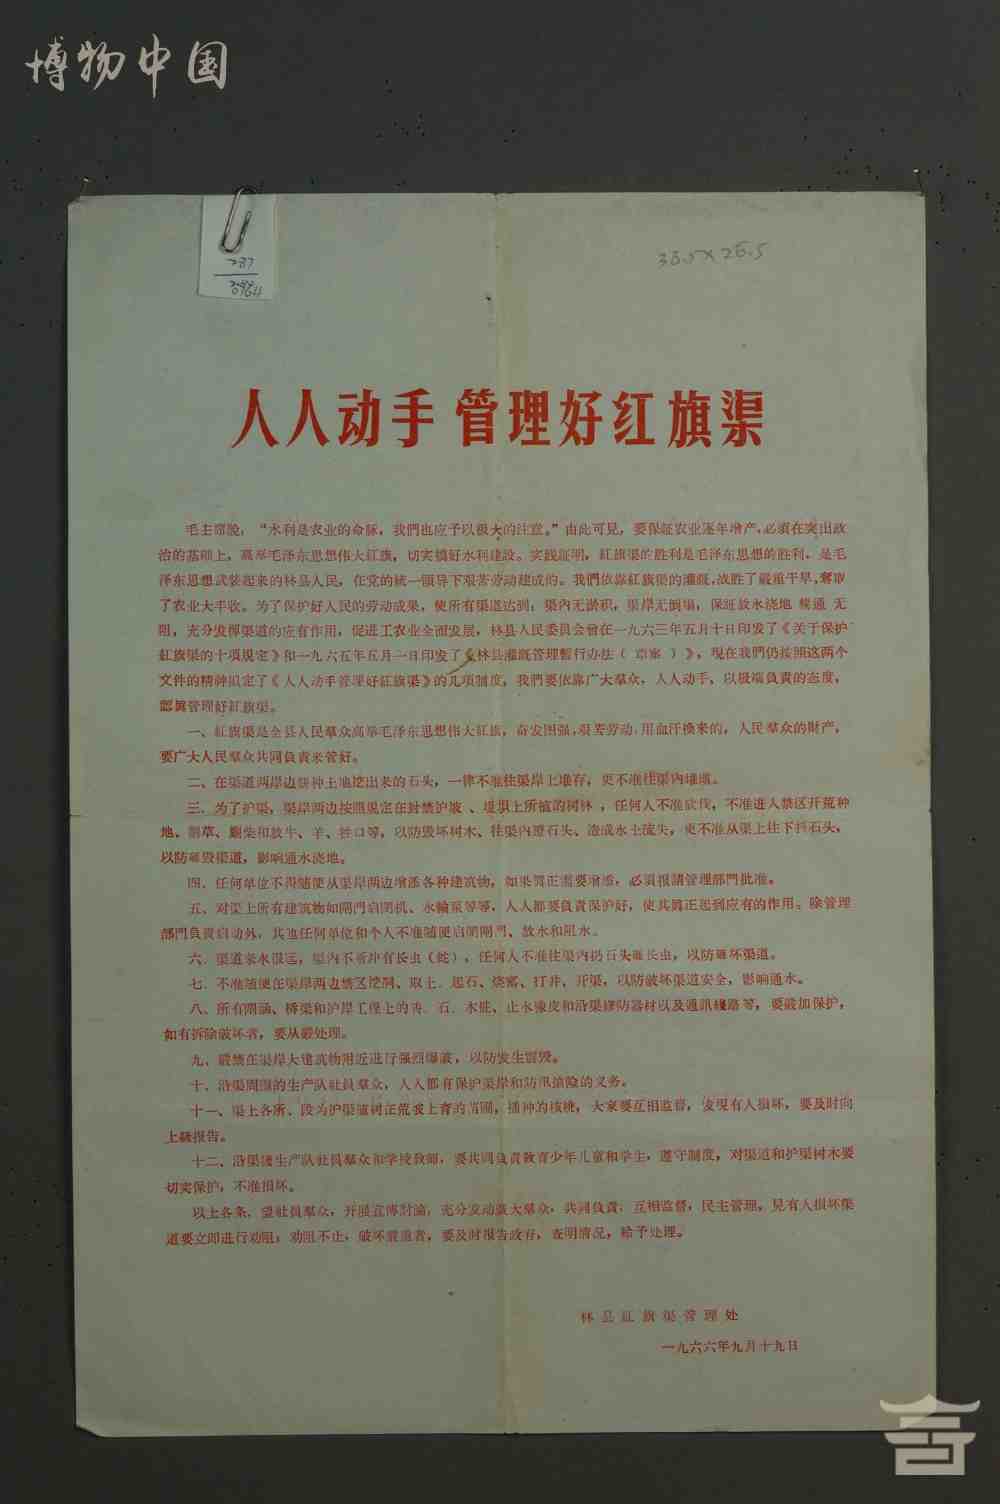 博物中国
38.5×26.5
人人动手 管理好红旗渠
毛主席說，“水利是农业的命脉，我們也应予以极大的注意。”由此可見，要保証农业逐年增产，必須在突出政
治的基础上，高举毛泽东思想伟大紅旗，切实搞好水利建設。实践証明，紅旗渠的胜利是毛泽东思想的胜利，是毛
泽东思想武装起来的林县人民，在党的統一領导下艰苦劳动建成的。我們依靠紅旗渠的灌溉，战胜了严重干旱，奪取
了农业大丰收。为了保护好人民的劳动成果，使所有渠道达到：渠內无淤积，渠岸无倒塌，保証放水浇地 暢通 无
阻，充分发揮渠道的应有作用，促进工农业全面发展，林县人民委員会曾在一九六三年五月十日印发了《关于保护
紅旗渠的十項規定》和一九六五年五月一日印发了《林县灌溉管理暫行办法（草案）》，現在我們仍按照这两个
文件的精神拟定了《人人动手管理好紅旗渠》的几項制度，我們要依靠广大羣众，人人动手，以极端負責的态度，
認眞管理好紅旗渠。
一、紅旗渠是全县人民羣众高举毛泽东思想伟大紅旗，奋发图强，艰苦劳动，用血汗換来的，人民羣众的財产，
要广大人民羣众共同負責来管好。
二、在渠道两岸边耕种土地挖出来的石头，一律不准往渠岸上堆存，更不准往渠內堆壘。
三、为了护渠，渠岸两边按照規定在封禁护坡、堤壩上所植的树林，任何人不准砍伐，不准进入禁区开荒种
地、割草、刷柴和放牛、羊、牲口等，以防毁坏树木、往渠內蹬石头、造成水土流失，更不准从渠上往下扔石头，
以防砸毁渠道，影响通水浇地。
四、任何单位不得随便从渠岸两边增添各种建筑物，如果眞正需要增添，必須报請管理部門批准。
五、对渠上所有建筑物如閘門启閉机、水輪泵等等，人人都要負責保护好，使其眞正起到应有的作用。除管理
部門負責启动外，其他任何单位和个人不准随便启閉閘門、放水和阻水。
六、渠道来水很远，渠內不断冲有长虫（蛇），任何人不准往渠內扔石头砸长虫，以防砸坏渠道。
七、不准随便在渠岸两边禁区挖洞、取土、起石、烧窰、打井、开渠，以防破坏渠道安全，影响通水。
八、所有閘涵、桥梁和护岸工程上的砖、石、木桩、止水橡皮和沿渠修防器材以及通訊綫路等，要嚴加保护，
如有拆除破坏者，要从嚴处理。
九、嚴禁在渠岸大建筑物附近进行强烈爆破，以防发生震毁。
十、沿渠周围的生产队社員羣众，人人都有保护渠岸和防汛搶险的义务。
十一、渠上各所、段为护渠植树在荒坡上育的苗圃，播种的核桃，大家要互相监督，发現有人损坏，要及时向
上級报告。
十二、沿渠边生产队社員羣众和学校教师，要共同負責教育少年儿童和学生，遵守制度，对渠道和护渠树木要
切实保护，不准损坏。
以上各条，望社員羣众，开展宣傳討論，充分发动廣大羣众，共同負責，互相监督，民主管理，見有人损坏渠
道要立即进行劝阻；劝阻不止，破坏嚴重者，要及时报告政府，查明情况，給予处理。
林县紅旗渠管理处
一九六六年九月十九日